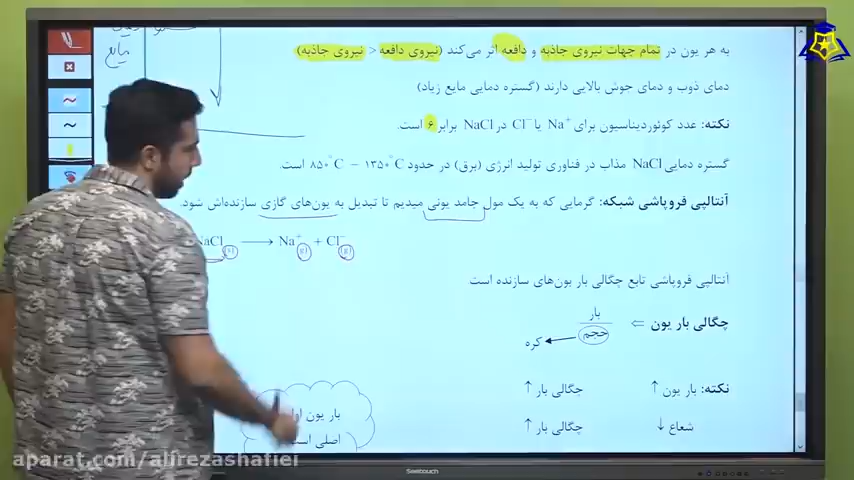 مایع
به هر یون در تمام جهات نیروی جاذبه و دافعه اثر می‌کند (نیروی دافعه < نیروی جاذبه)
دمای ذوب و دمای جوش بالایی دارند (گستره دمایی مایع زیاد)
نکته: عدد کوئوردیناسیون برای Na⁺ یا Cl⁻ در NaCl برابر ۶ است.
گستره دمایی NaCl مذاب در فناوری تولید انرژی (برق) در حدود ۱۳۵۰°C – ۸۵۰°C است.
آنتالپی فروپاشی شبکه: گرمایی که به یک مول جامد یونی میدیم تا تبدیل به یون‌های گازی سازنده‌اش شود.
NaCl(s) ⟶ Na⁺(g) + Cl⁻(g)
آنتالپی فروپاشی تابع چگالی بار یون‌های سازنده است
چگالی بار یون ⇐ بار
حجم
کره
نکته: بار یون ↑ چگالی بار ↑
شعاع ↓ چگالی بار ↑
بار یون
اصلی
Seetouch
aparat.com/alirezashafiei